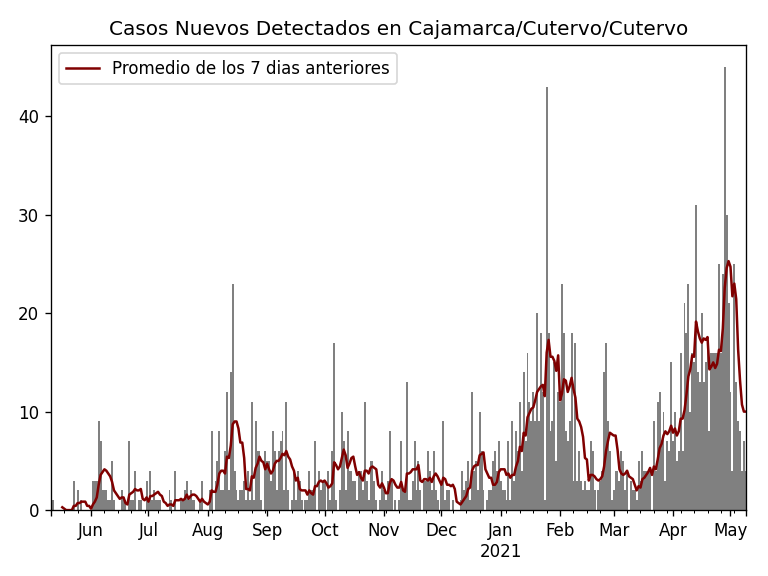 Casos Nuevos Detectados en Cajamarca/Cutervo/Cutervo
Promedio de los 7 dias anteriores
40
30
20
10
0
Jun Jul Aug Sep Oct Nov Dec Jan Feb Mar Apr May
2021